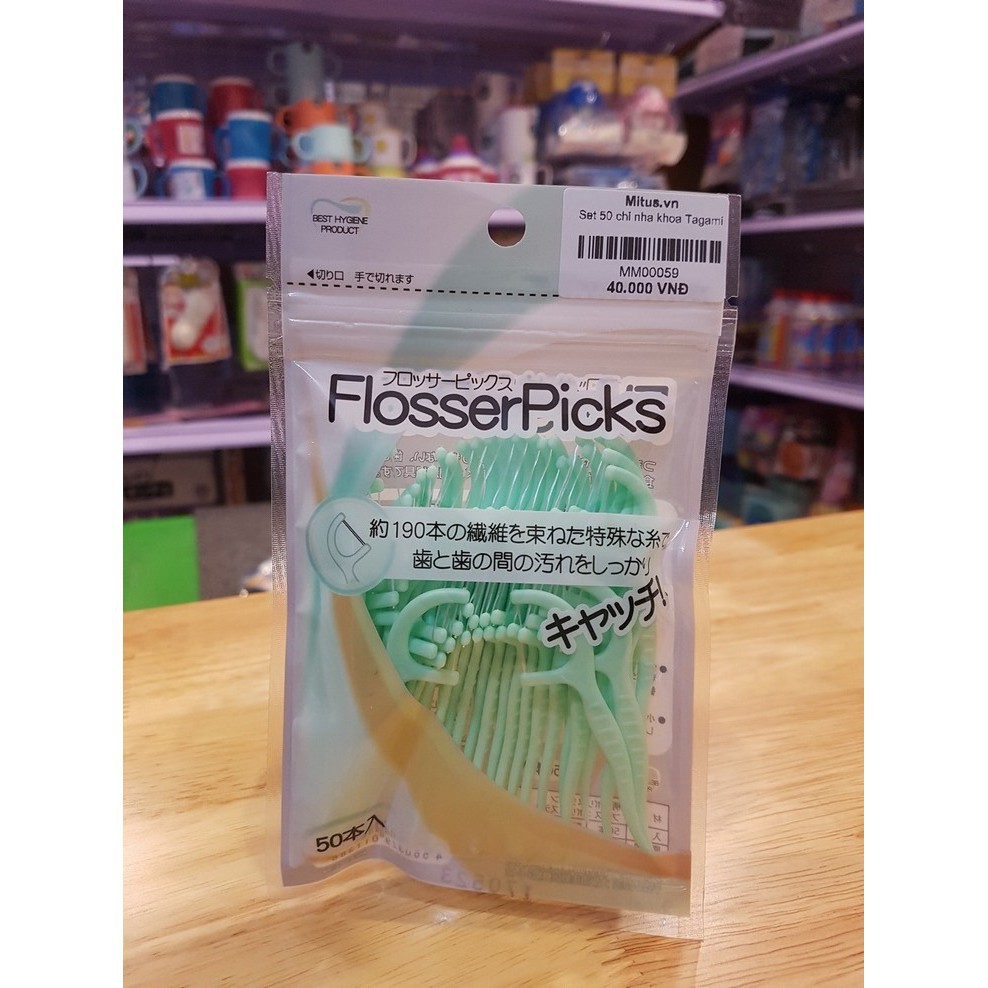 BEST HYGIENE
PRODUCT
◀切り口 手で切れます
Mitus.vn
Set 50 chỉ nha khoa Tagami
MM00059
40.000 VNĐ
フロッサーピックス
FlosserPicks
約190本の繊維を束ねた特殊な糸で
歯と歯の間の汚れをしっかり
キャッチ!
50本入
170523